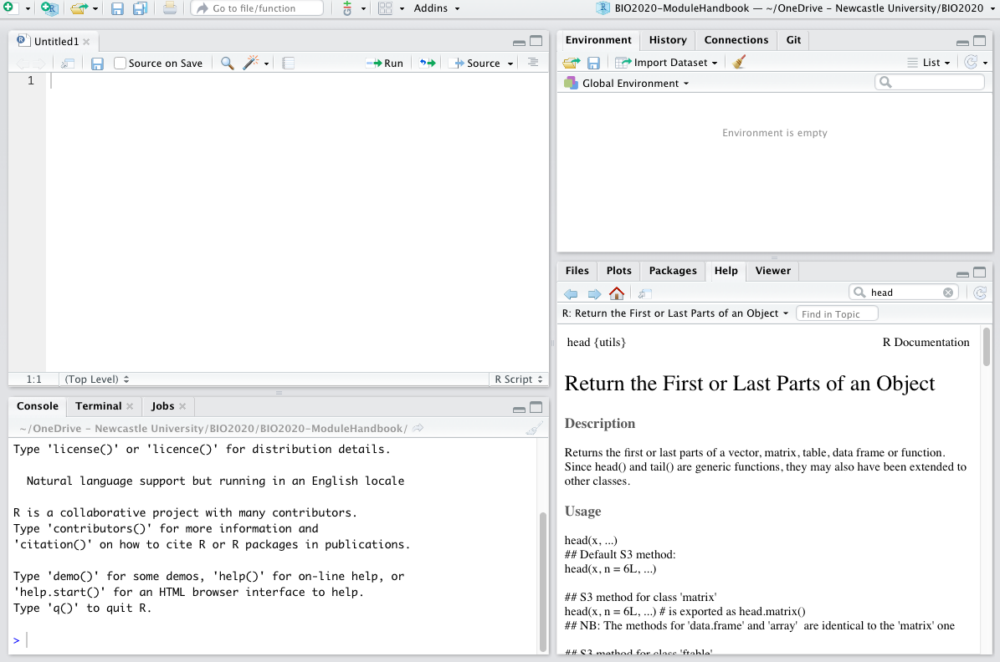 Go to file/function
Addins
BIO2020-ModuleHandbook — ~/OneDrive - Newcastle University/BIO2020
Untitled1
Source on Save
Run
Source
1
1:1
(Top Level)
R Script
Console
Terminal
Jobs
~/OneDrive - Newcastle University/BIO2020/BIO2020-ModuleHandbook/
Type 'license()' or 'licence()' for distribution details.
Natural language support but running in an English locale
R is a collaborative project with many contributors.
Type 'contributors()' for more information and
'citation()' on how to cite R or R packages in publications.
Type 'demo()' for some demos, 'help()' for on-line help, or
'help.start()' for an HTML browser interface to help.
Type 'q()' to quit R.
>
Environment
History
Connections
Git
Import Dataset
List
Global Environment
Environment is empty
Files
Plots
Packages
Help
Viewer
head
R: Return the First or Last Parts of an Object
Find in Topic
head {utils}
R Documentation
Return the First or Last Parts of an Object
Description
Returns the first or last parts of a vector, matrix, table, data frame or function.
Since head() and tail() are generic functions, they may also have been extended to
other classes.
Usage
head(x, ...)
## Default S3 method:
head(x, n = 6L, ...)
## S3 method for class 'matrix'
head(x, n = 6L, ...) # is exported as head.matrix()
## NB: The methods for 'data.frame' and 'array'  are identical to the 'matrix' one
## S3 method for class 'ftable'